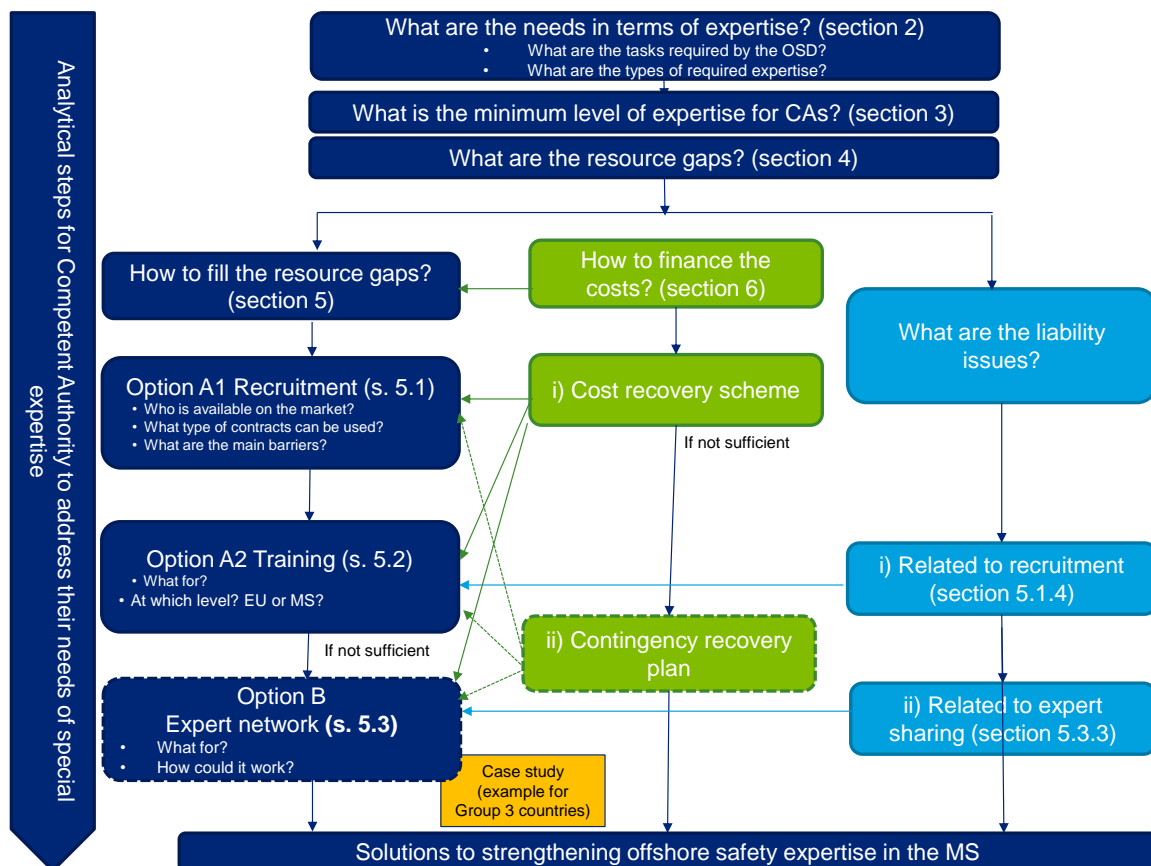 Analytical steps for Competent Authority to address their needs of special
expertise
What are the needs in terms of expertise? (section 2)
• What are the tasks required by the OSD?
• What are the types of required expertise?
What is the minimum level of expertise for CAs? (section 3)
What are the resource gaps? (section 4)
How to fill the resource gaps?
(section 5)
How to finance the
costs? (section 6)
What are the liability
issues?
Option A1 Recruitment (s. 5.1)
• Who is available on the market?
• What type of contracts can be used?
• What are the main barriers?
i) Cost recovery scheme
If not sufficient
Option A2 Training (s. 5.2)
• What for?
• At which level? EU or MS?
i) Related to recruitment
(section 5.1.4)
If not sufficient
ii) Contingency recovery
plan
Option B
Expert network (s. 5.3)
• What for?
• How could it work?
ii) Related to expert
sharing (section 5.3.3)
Case study
(example for
Group 3 countries)
Solutions to strengthening offshore safety expertise in the MS